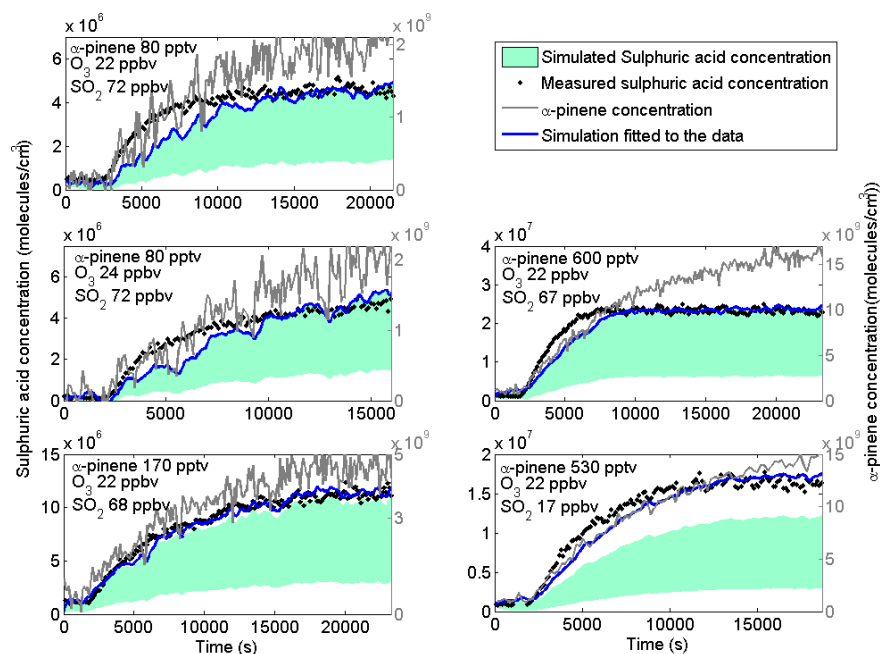 x 10^6
x 10^9
α-pinene 80 pptv
O3 22 ppbv
SO2 72 ppbv
6
4
2
0
2
1
0
0 5000 10000 15000 20000
Simulated Sulphuric acid concentration
Measured sulphuric acid concentration
α-pinene concentration
Simulation fitted to the data
Sulphuric acid concentration (molecules/cm3)
x 10^6
x 10^9
α-pinene 80 pptv
O3 24 ppbv
SO2 72 ppbv
6
4
2
0
2
1
0
0 5000 10000 15000
x 10^7
x 10^9
α-pinene 600 pptv
O3 22 ppbv
SO2 67 ppbv
4
3
2
1
0
15
10
5
0
0 5000 10000 15000 20000
α-pinene concentration(molecules/cm3))
x 10^6
x 10^9
α-pinene 170 pptv
O3 22 ppbv
SO2 68 ppbv
15
10
5
0
5
3
2
0
0 5000 10000 15000 20000
Time (s)
x 10^7
x 10^9
α-pinene 530 pptv
O3 22 ppbv
SO2 17 ppbv
2
1.5
1
0.5
0
15
10
5
0
0 5000 10000 15000
Time (s)